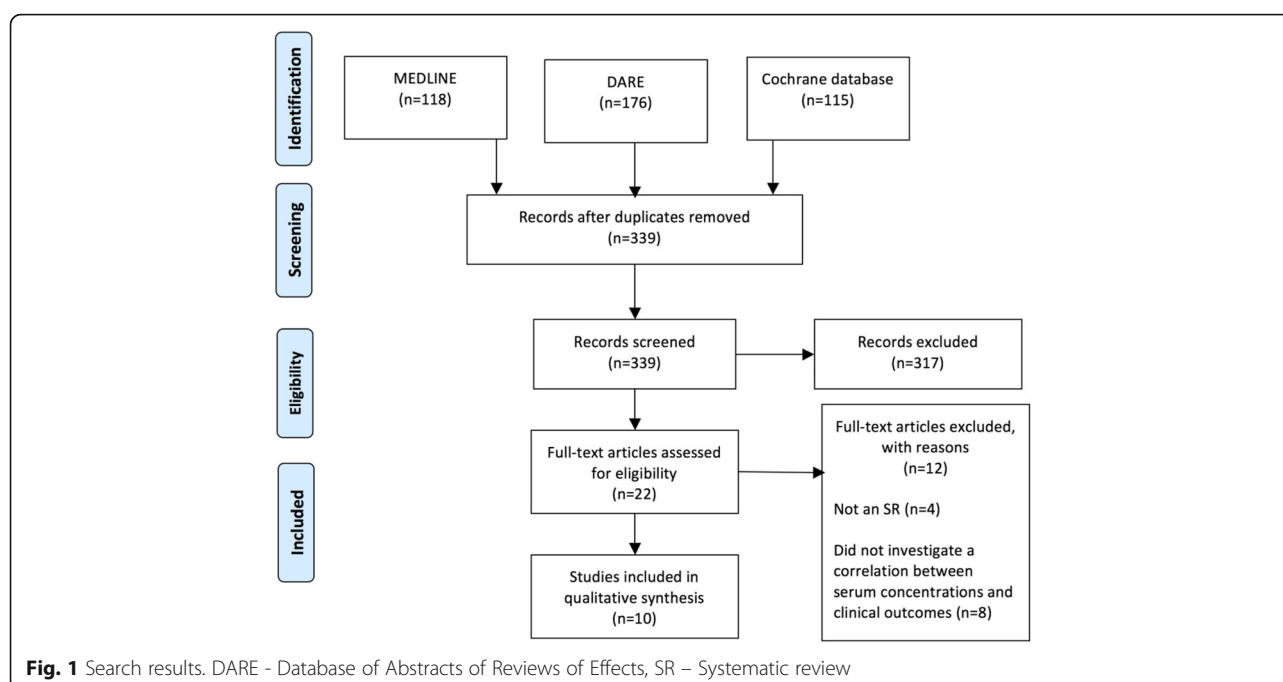 Identification
MEDLINE
(n=118)
DARE
(n=176)
Cochrane database
(n=115)
Screening
Records after duplicates removed
(n=339)
Eligibility
Records screened
(n=339)
Records excluded
(n=317)
Full-text articles assessed
for eligibility
(n=22)
Full-text articles excluded,
with reasons
(n=12)
Not an SR (n=4)
Did not investigate a
correlation between
serum concentrations and
clinical outcomes (n=8)
Included
Studies included in
qualitative synthesis
(n=10)
Fig. 1 Search results. DARE - Database of Abstracts of Reviews of Effects, SR – Systematic review